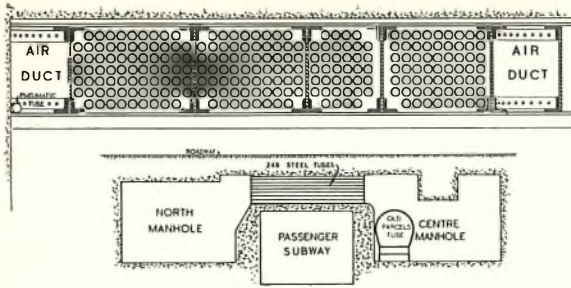 AIR
DUCT
PNEUMATIC
TUBE
AIR
DUCT
ROADWAY
248 STEEL TUBES
NORTH
MANHOLE
PASSENGER
SUBWAY
OLD
PARCELS
TUBE
CENTRE
MANHOLE